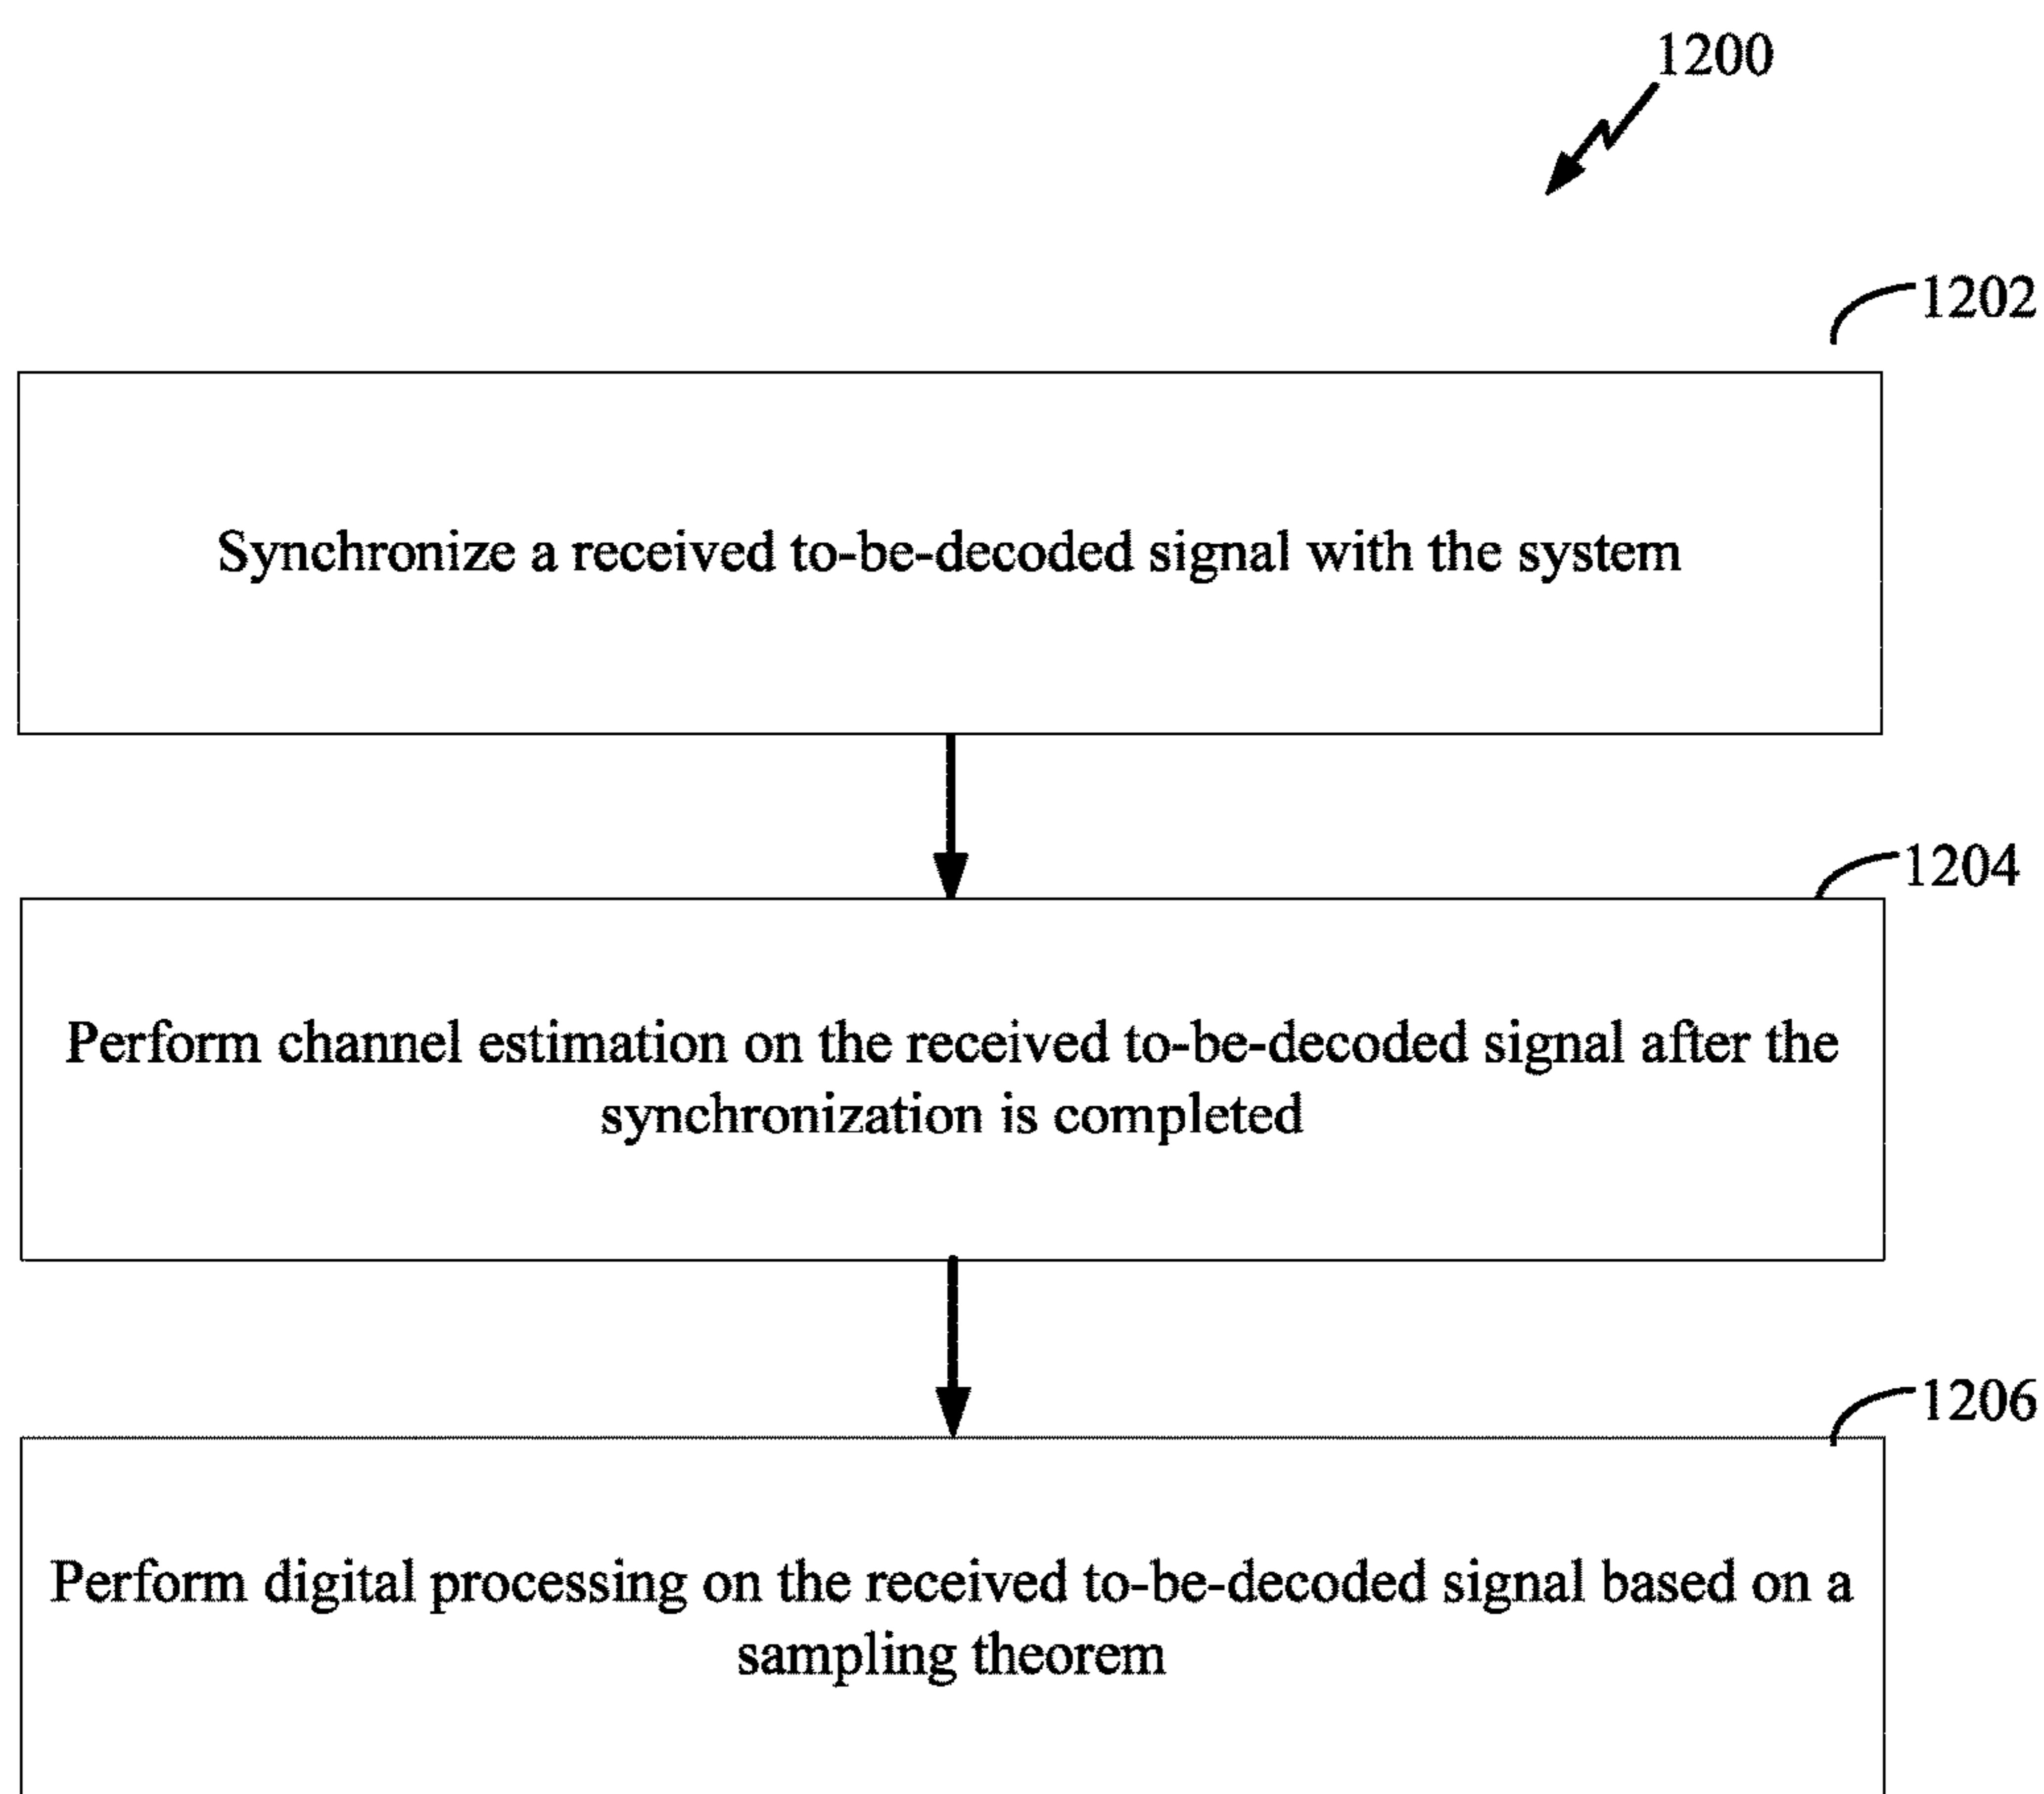 1200
1202
Synchronize a received to-be-decoded signal with the system
1204
Perform channel estimation on the received to-be-decoded signal after the
synchronization is completed
1206
Perform digital processing on the received to-be-decoded signal based on a
sampling theorem